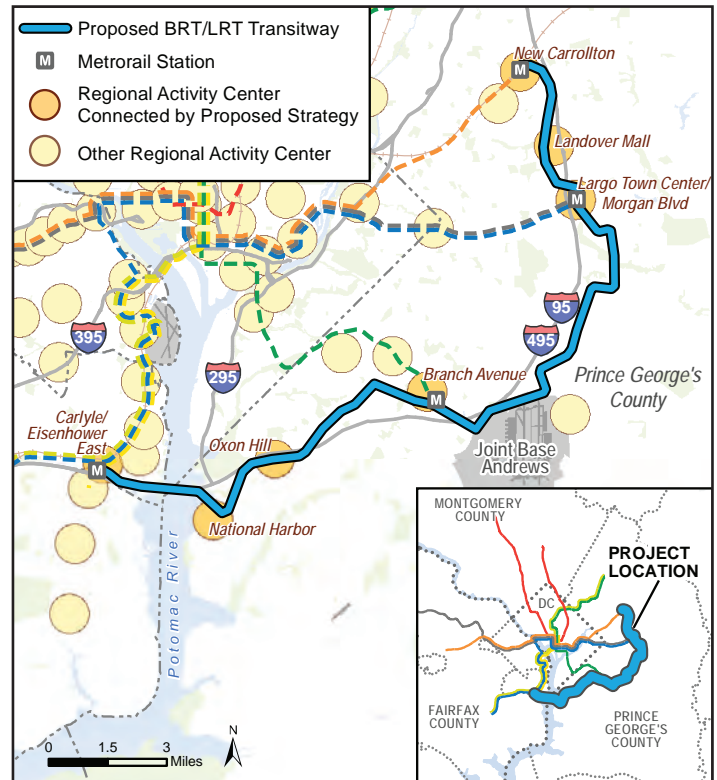 Proposed BRT/LRT Transitway
M
Metrorail Station
Regional Activity Center
Connected by Proposed Strategy
Other Regional Activity Center
New Carrollton
M
Landover Mall
Largo Town Center/
Morgan Blvd
M
95
495
395
295
Branch Avenue
M
Prince George's
County
Joint Base
Andrews
Carlyle/
Eisenhower
East
M
Oxon Hill
National Harbor
Potomac River
0 1.5 3
Miles
N
MONTGOMERY
COUNTY
PROJECT
LOCATION
DC
FAIRFAX
COUNTY
PRINCE
GEORGE'S
COUNTY